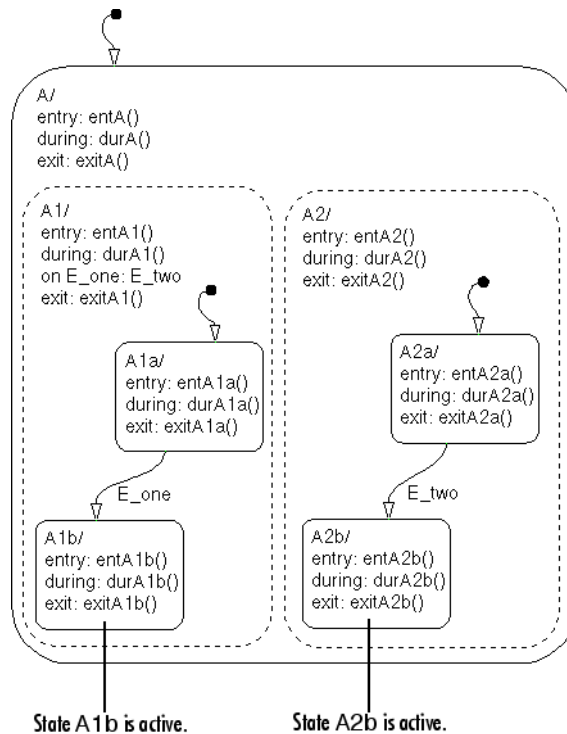 A/
entry: entA()
during: durA()
exit: exitA()
A1/
entry: entA1()
during: durA1()
on E_one: E_two
exit: exitA1()
A1a/
entry: entA1a()
during: durA1a()
exit: exitA1a()
E_one
A1b/
entry: entA1b()
during: durA1b()
exit: exitA1b()
A2/
entry: entA2()
during: durA2()
exit: exitA2()
A2a/
entry: entA2a()
during: durA2a()
exit: exitA2a()
E_two
A2b/
entry: entA2b()
during: durA2b()
exit: exitA2b()
State A1b is active.
State A2b is active.